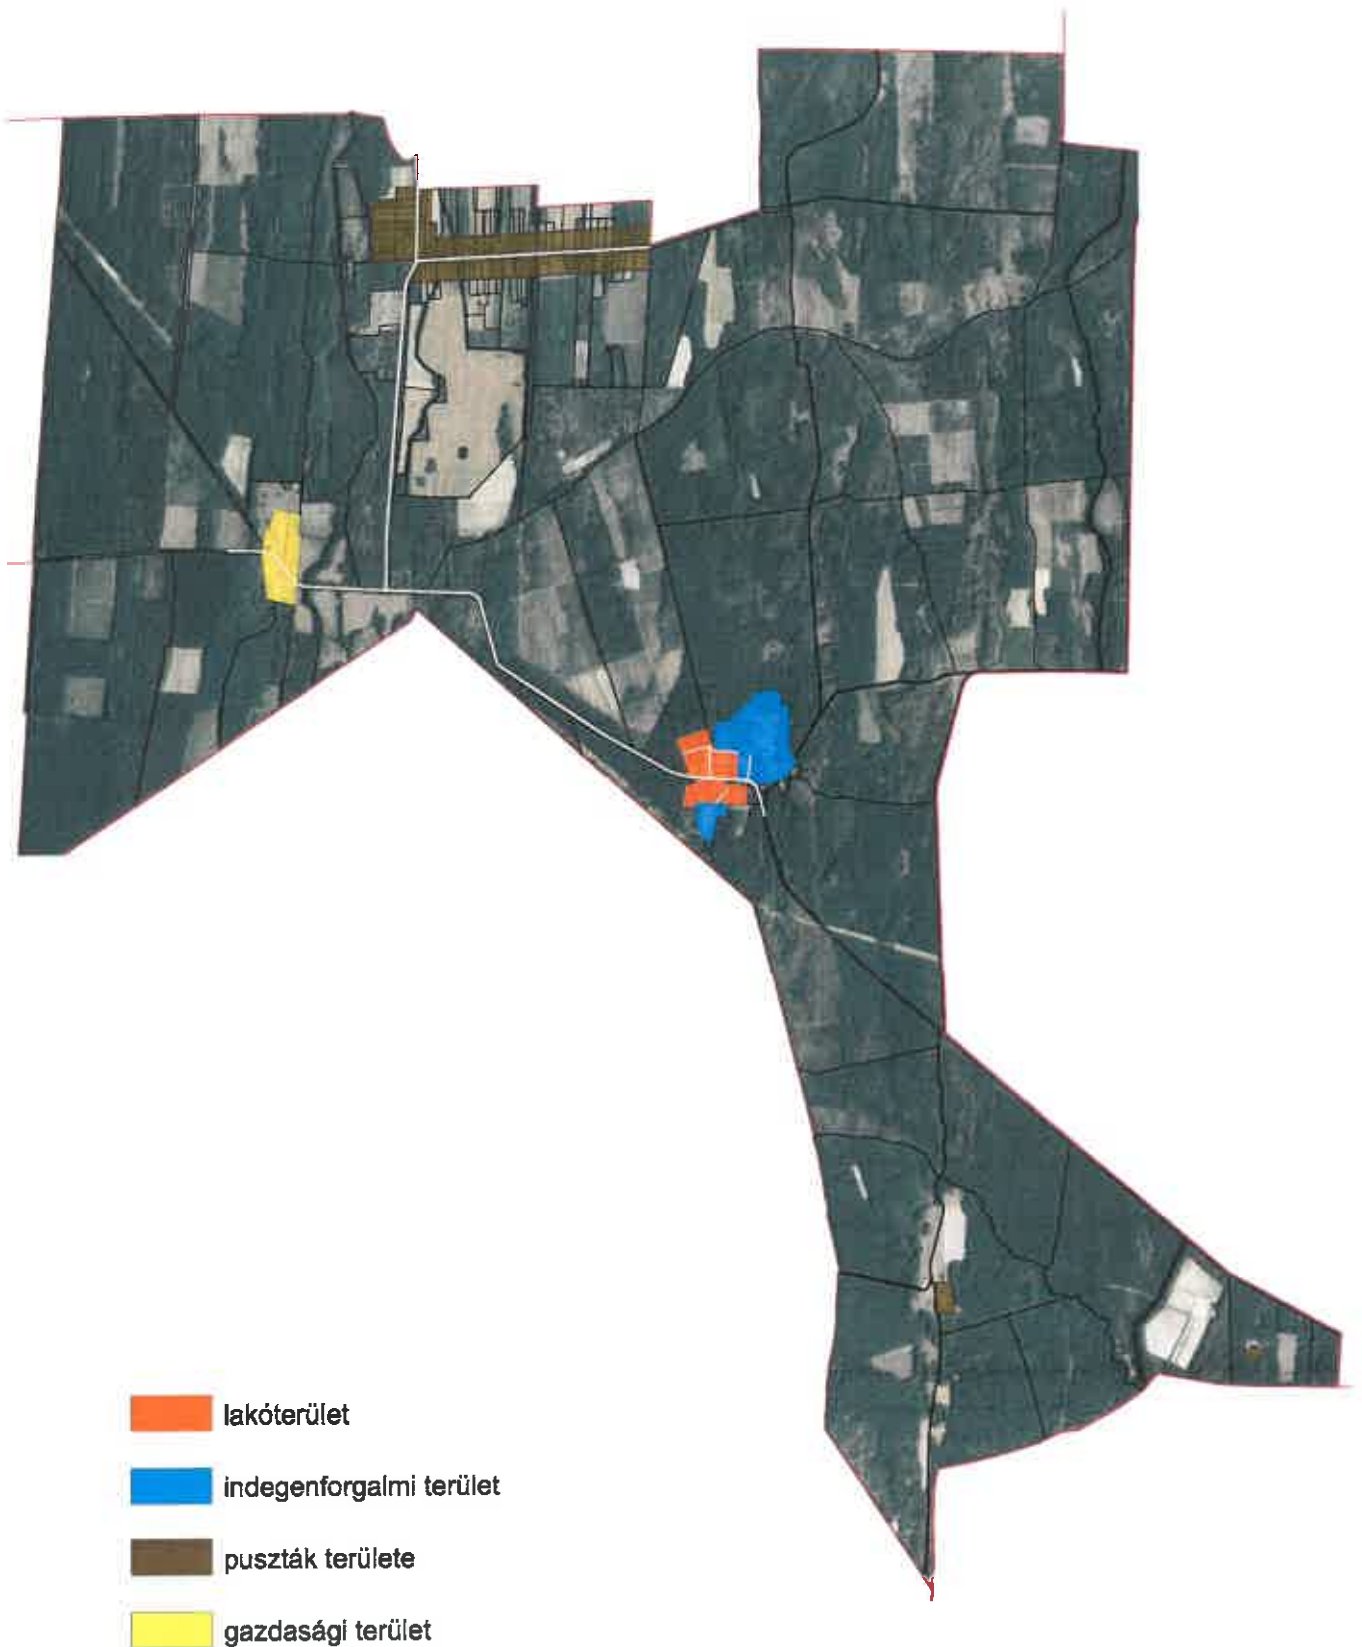 lakóterület
indegenforgalmi terület
puszták területe
gazdasági terület